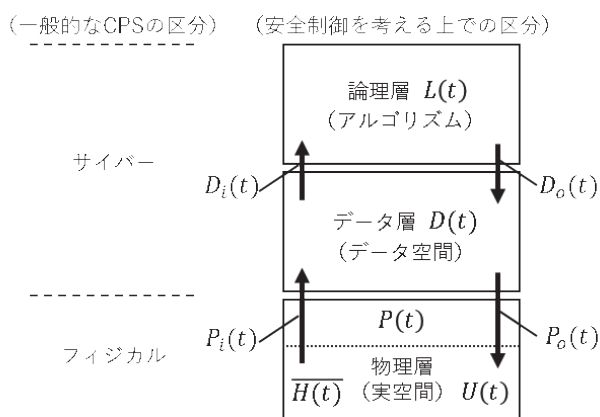 （一般的なCPSの区分）　（安全制御を考える上での区分）
論理層 L(t)
（アルゴリズム）
サイバー
D_i(t)
D_o(t)
データ層 D(t)
（データ空間）
P(t)
P_i(t)
P_o(t)
フィジカル
物理層
\overline{H(t)}（実空間）U(t)